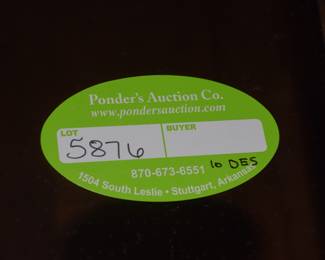 Ponder's Auction Co.
www.pondersauction.com
LOT BUYER
5876
10 DES
870-673-6551
1504 South Leslie • Stuttgart, Arkansas